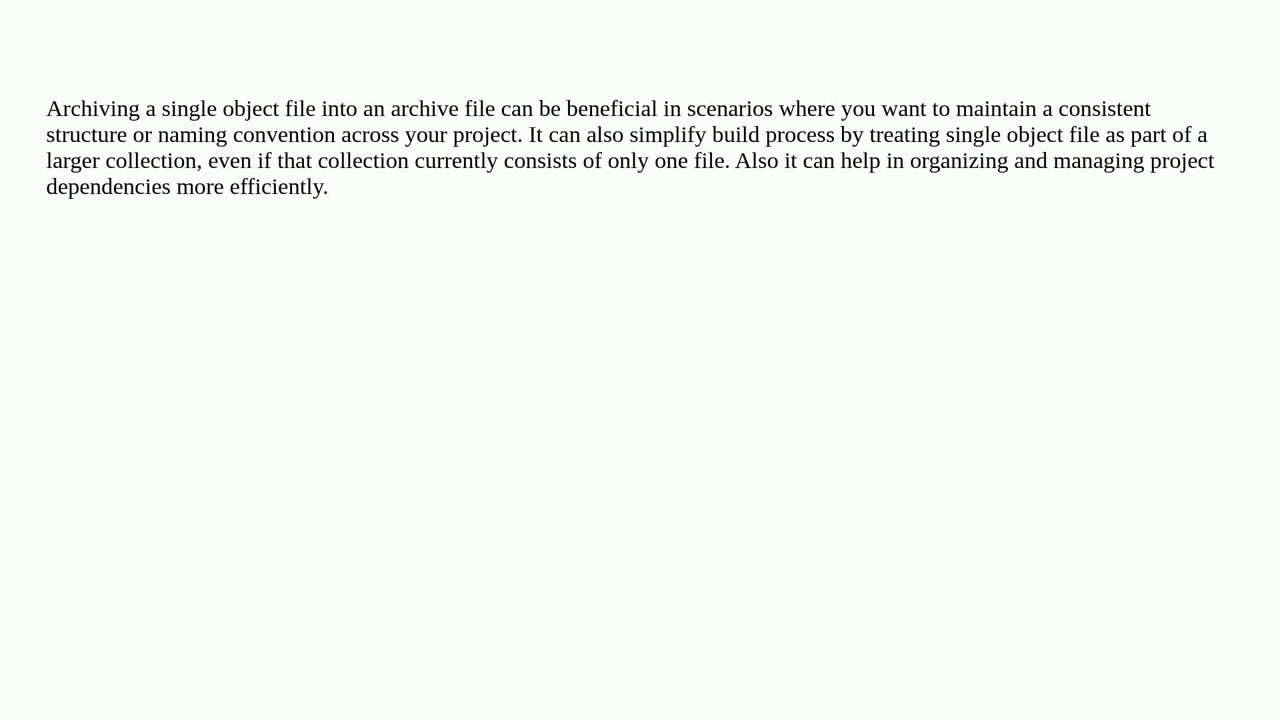 Archiving a single object file into an archive file can be beneficial in scenarios where you want to maintain a consistent
structure or naming convention across your project. It can also simplify build process by treating single object file as part of a
larger collection, even if that collection currently consists of only one file. Also it can help in organizing and managing project
dependencies more efficiently.